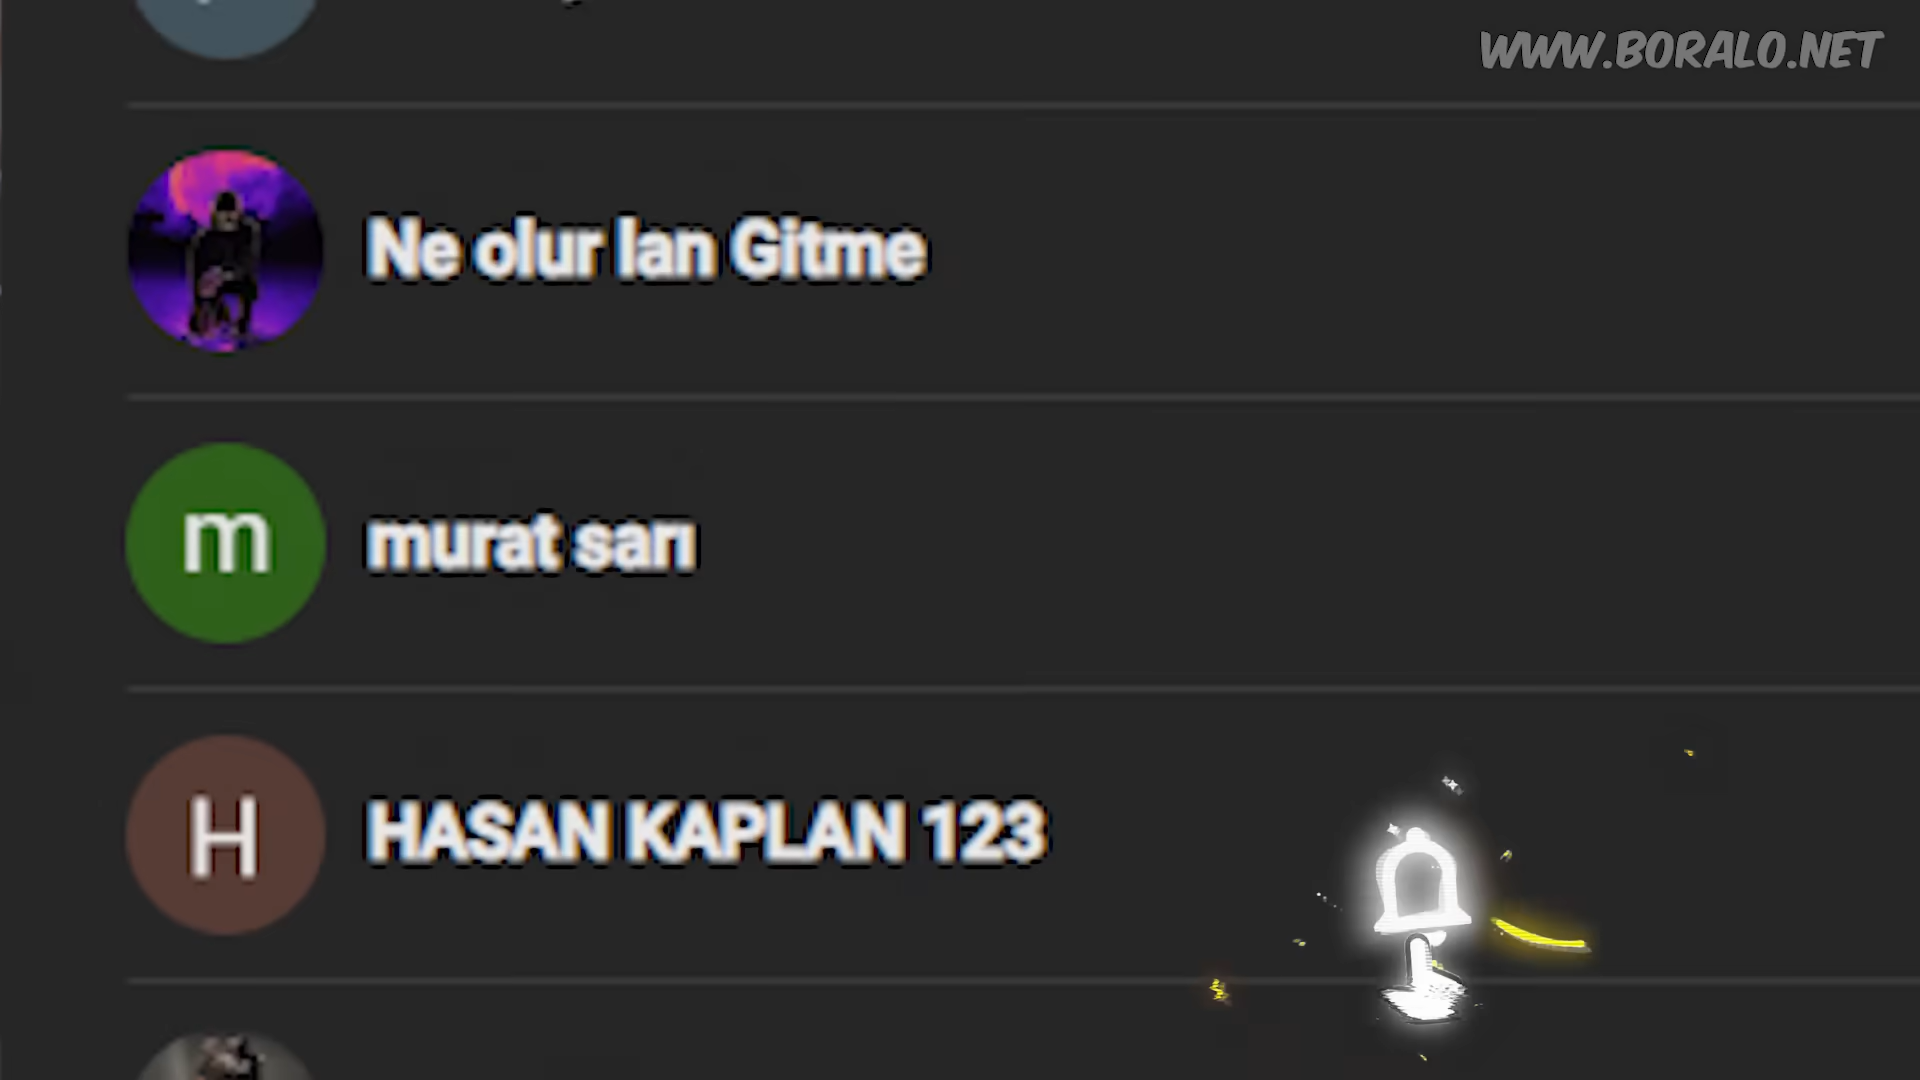 WWW.BORALO.NET
Ne olur lan Gitme
m
murat sarı
H
HASAN KAPLAN 123